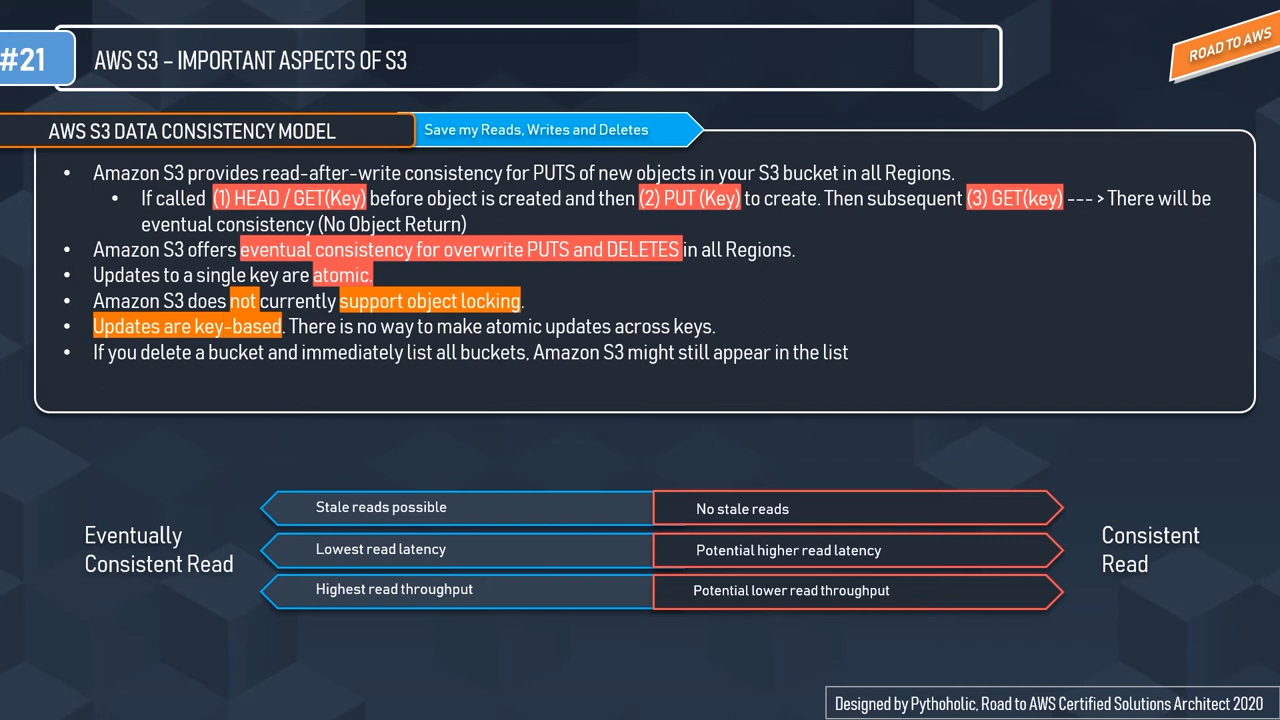 #21
AWS S3 – IMPORTANT ASPECTS OF S3
ROAD TO AWS
AWS S3 DATA CONSISTENCY MODEL
Save my Reads, Writes and Deletes
• Amazon S3 provides read-after-write consistency for PUTS of new objects in your S3 bucket in all Regions.
• If called (1) HEAD / GET(Key) before object is created and then (2) PUT (Key) to create. Then subsequent (3) GET(key) --- > There will be
eventual consistency (No Object Return)
• Amazon S3 offers eventual consistency for overwrite PUTS and DELETES in all Regions.
• Updates to a single key are atomic.
• Amazon S3 does not currently support object locking.
• Updates are key-based. There is no way to make atomic updates across keys.
• If you delete a bucket and immediately list all buckets, Amazon S3 might still appear in the list
Eventually
Consistent Read
Stale reads possible
Lowest read latency
Highest read throughput
No stale reads
Potential higher read latency
Potential lower read throughput
Consistent
Read
Designed by Pythoholic, Road to AWS Certified Solutions Architect 2020